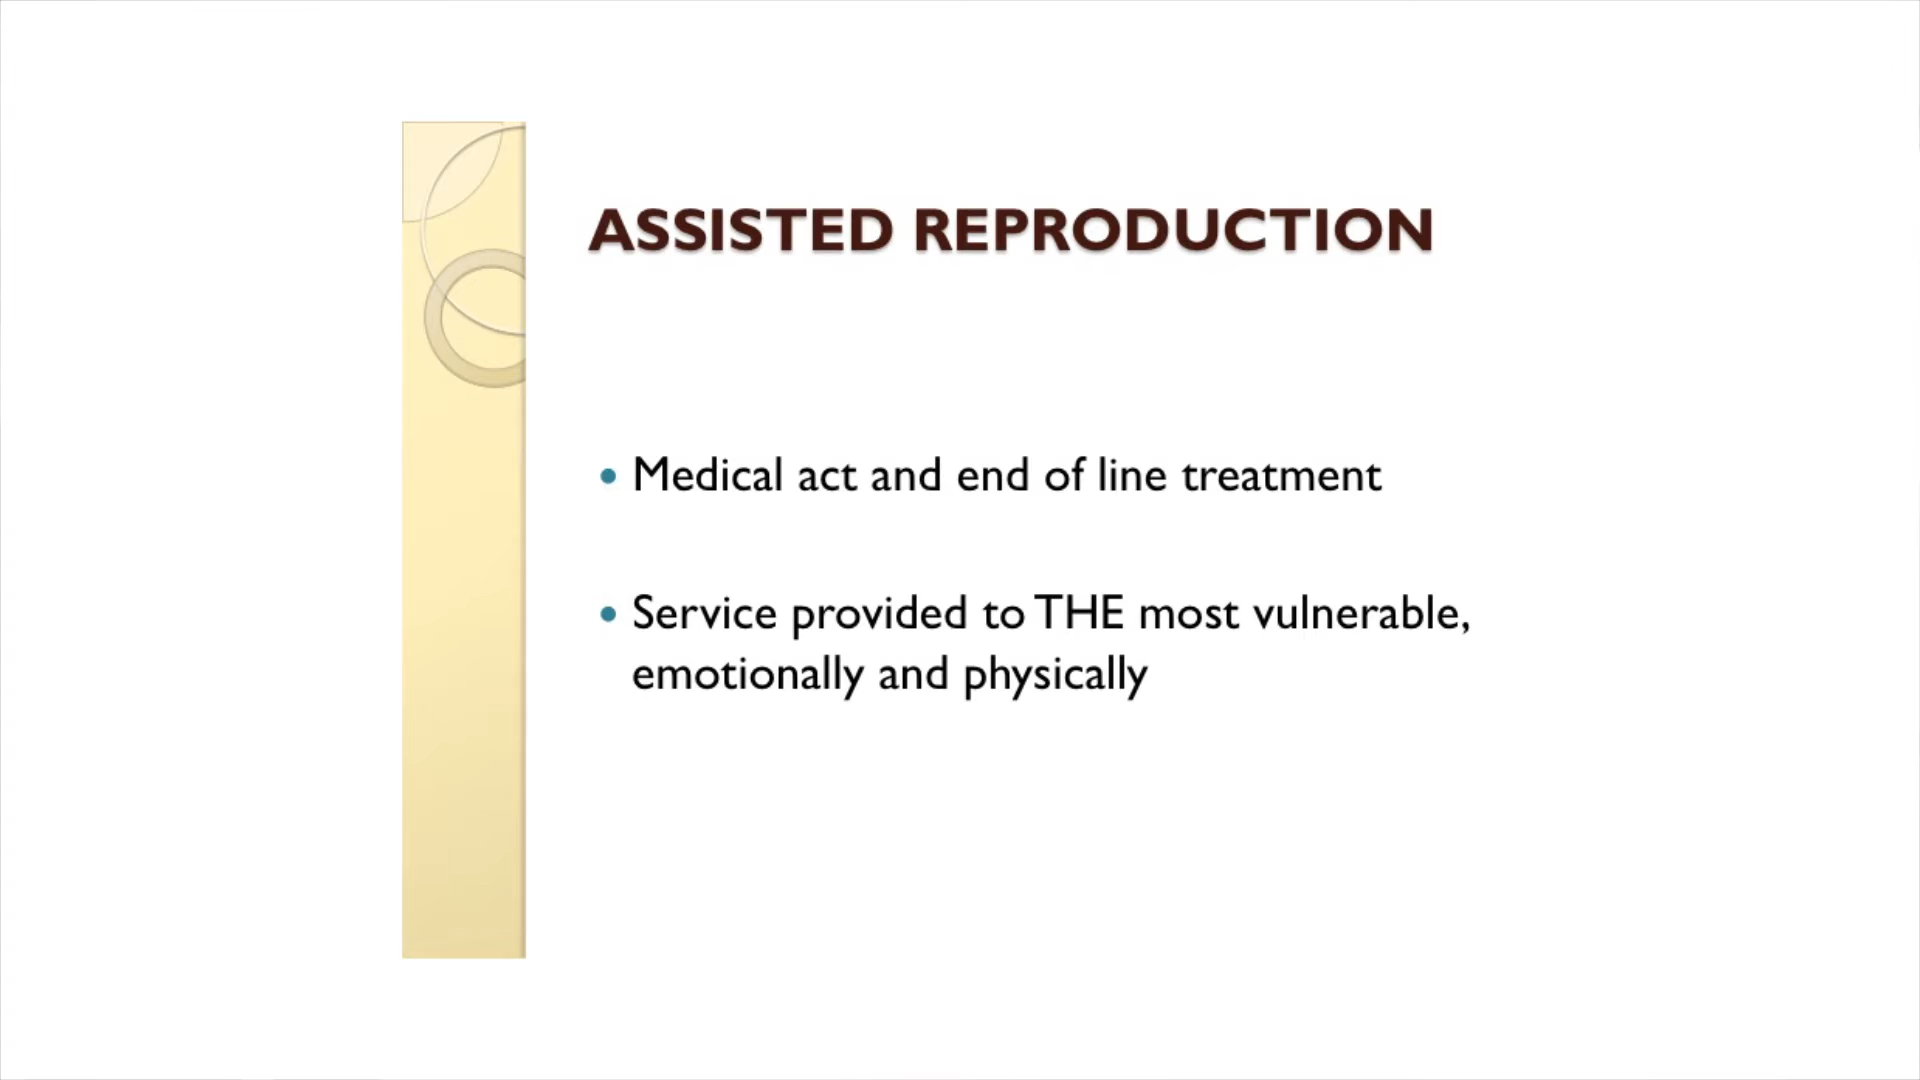 ASSISTED REPRODUCTION
• Medical act and end of line treatment
• Service provided to THE most vulnerable,
emotionally and physically